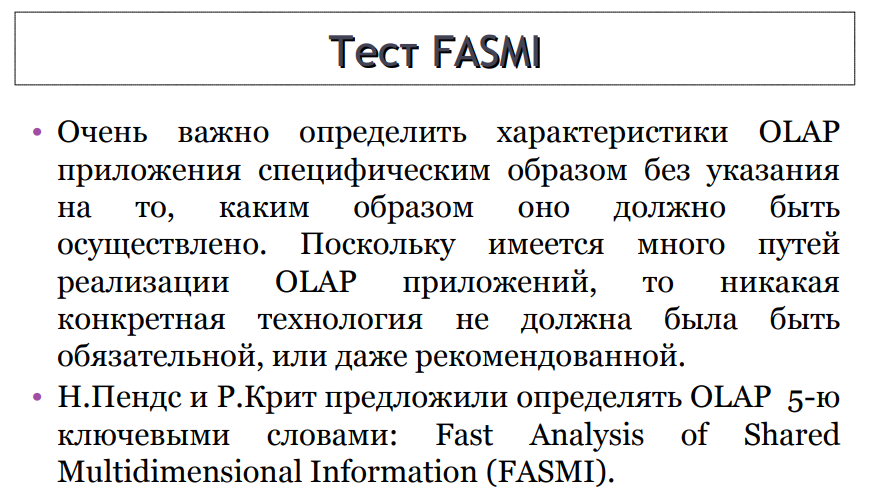 Тест FASMI
• Очень важно определить характеристики OLAP
приложения специфическим образом без указания
на то, каким образом оно должно быть
осуществлено. Поскольку имеется много путей
реализации OLAP приложений, то никакая
конкретная технология не должна была быть
обязательной, или даже рекомендованной.
• Н.Пендс и Р.Крит предложили определять OLAP 5-ю
ключевыми словами: Fast Analysis of Shared
Multidimensional Information (FASMI).